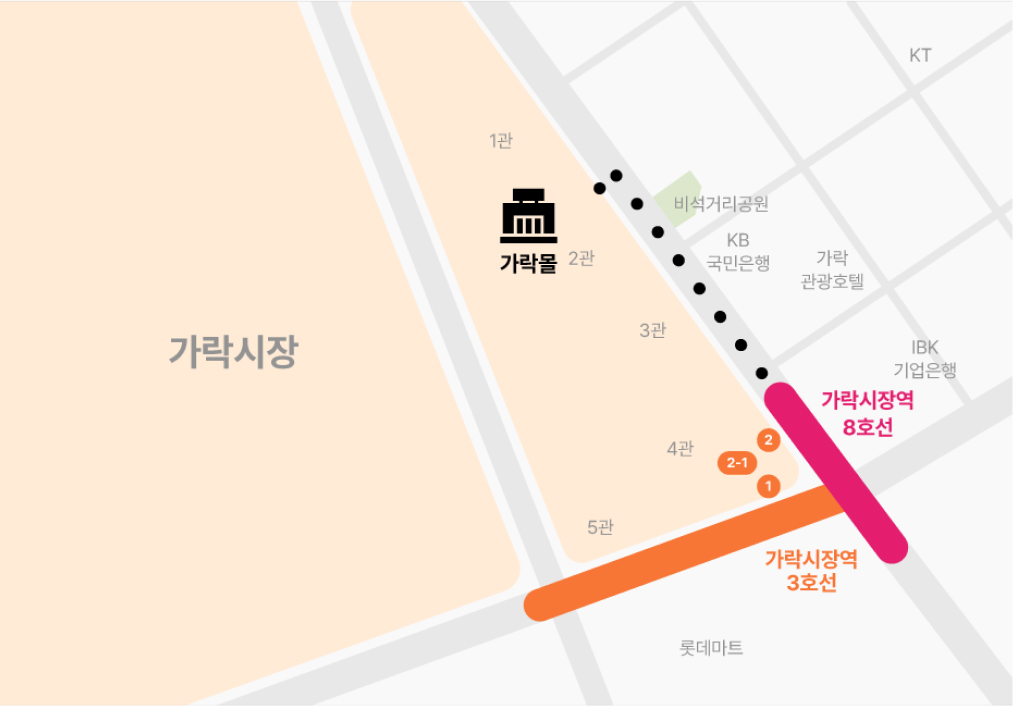 KT
1관
비석거리공원
KB
국민은행
가락몰
2관
가락
관광호텔
3관
가락시장
IBK
기업은행
가락시장역
8호선
2
4관
2-1
1
5관
가락시장역
3호선
롯데마트